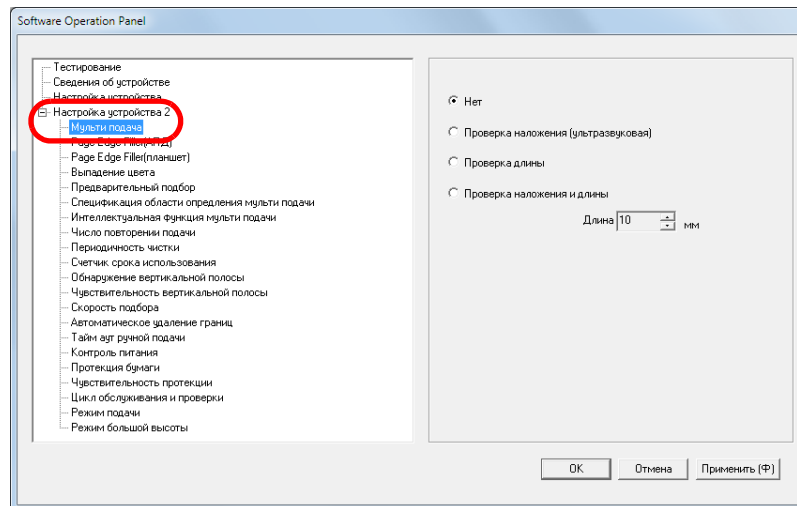 Software Operation Panel
Тестирование
Сведения об устройстве
Настройка устройства
Настройка устройства 2
Мульти подача
Page Edge Filler(АПД)
Page Edge Filler(планшет)
Выпадение цвета
Предварительный подбор
Спецификация области опредления мульти подачи
Интеллектуальная функция мульти подачи
Число повторении подачи
Периодичность чистки
Счетчик срока использования
Обнаружение вертикальной полосы
Чувствительность вертикальной полосы
Скорость подбора
Автоматическое удаление границ
Тайм аут ручной подачи
Контроль питания
Протекция бумаги
Чувствительность протекции
Цикл обслуживания и проверки
Режим подачи
Режим большой высоты
Нет
Проверка наложения (ультразвуковая)
Проверка длины
Проверка наложения и длины
Длина 10 мм
OK Отмена Применить (Ф)